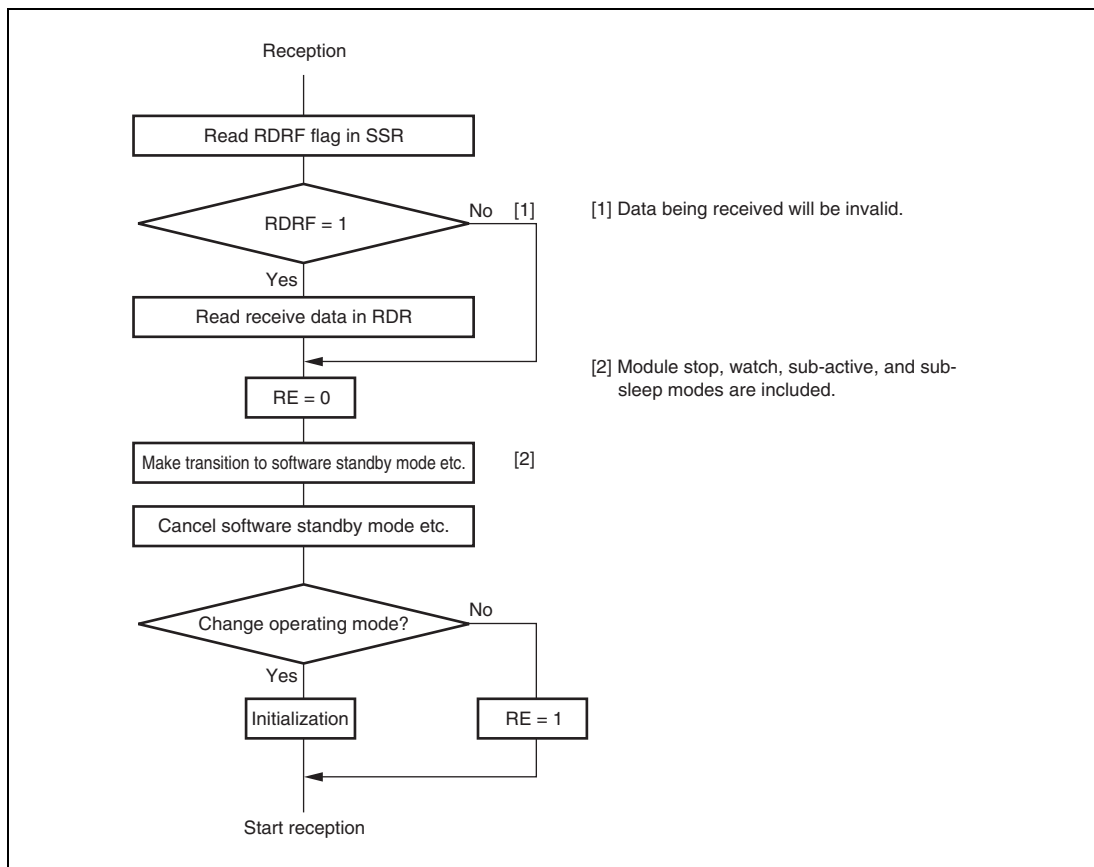 Reception
Read RDRF flag in SSR
RDRF = 1
No [1]
[1] Data being received will be invalid.
Yes
Read receive data in RDR
RE = 0
[2] Module stop, watch, sub-active, and sub-
sleep modes are included.
Make transition to software standby mode etc. [2]
Cancel software standby mode etc.
Change operating mode?
No
Yes
Initialization
RE = 1
Start reception